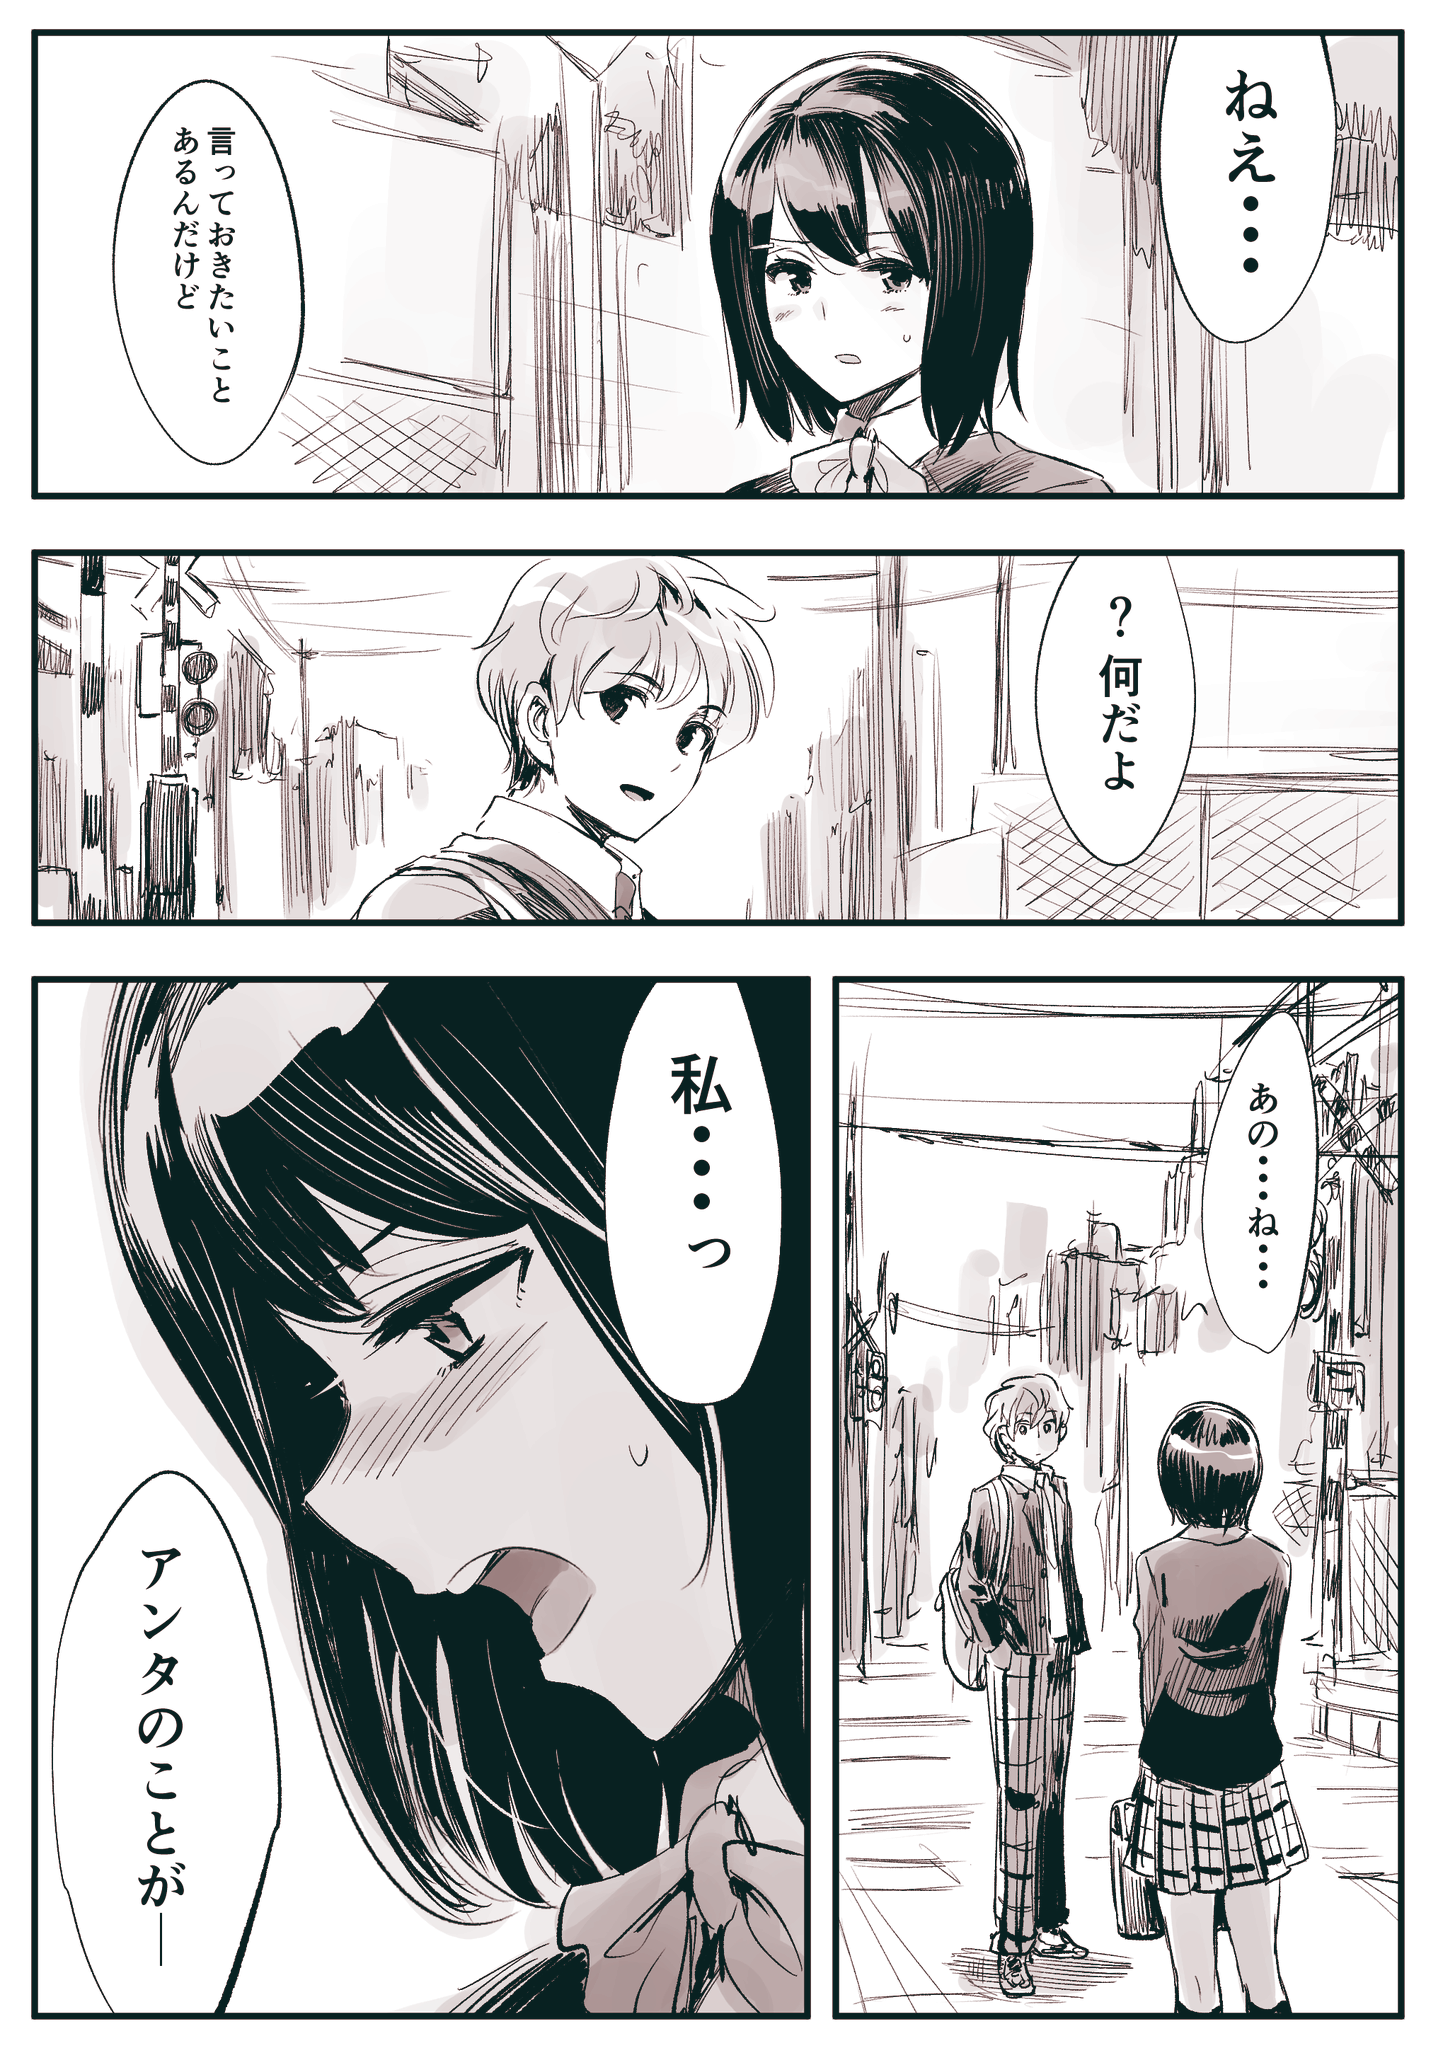 ねえ・・・
言っておきたいこと
あるんだけど
？何だよ
あの・・・ね・・・
私・・・っ
アンタのことが―